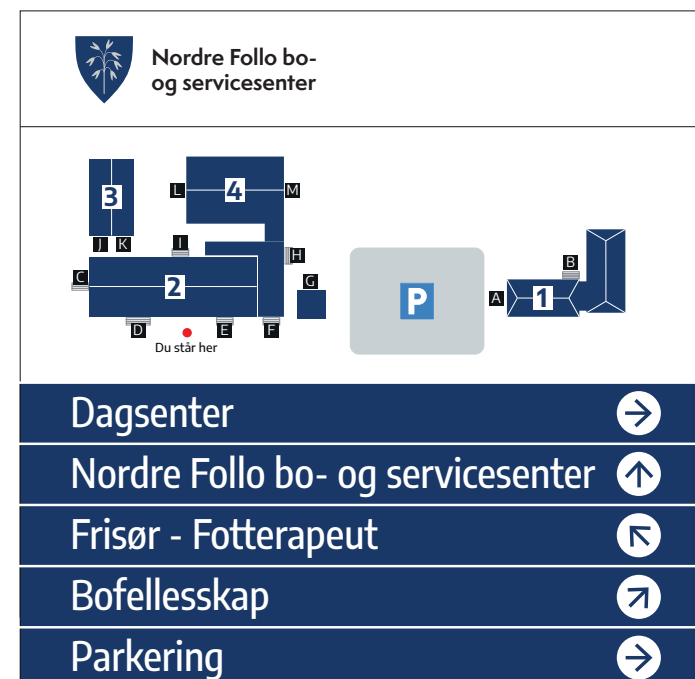 Nordre Follo bo-
og servicesenter
3
L
4
M
J
K
I
H
C
2
G
P
A
1
B
D
E
F
Du står her
Dagsenter
Nordre Follo bo- og servicesenter
Frisør - Fotterapeut
Bofellesskap
Parkering